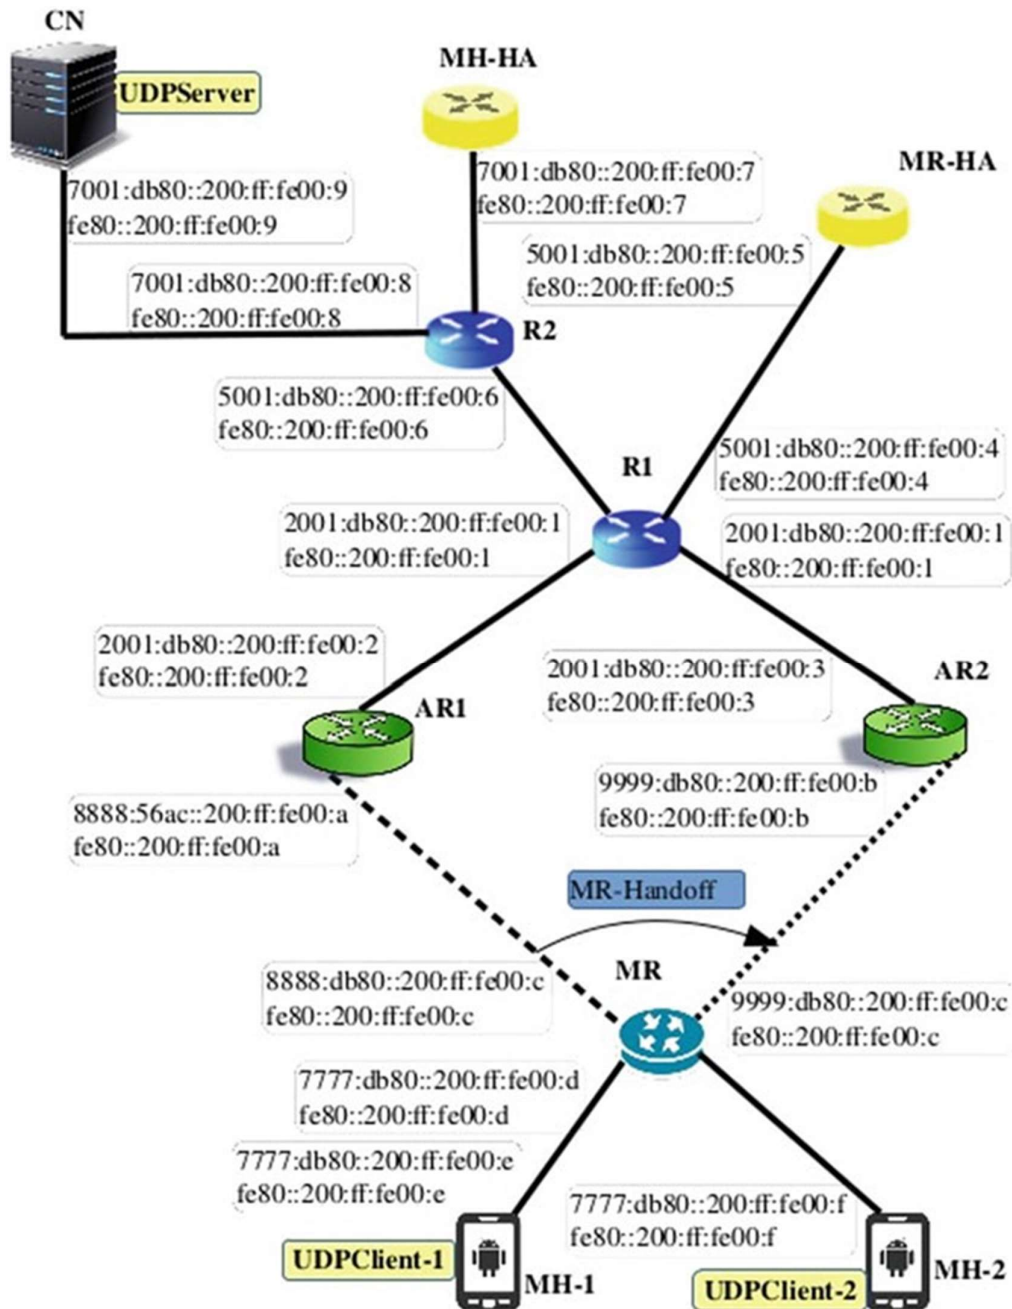 CN
UDPServer
MH-HA
MR-HA
7001:db80::200:ff:fe00:9
fe80::200:ff:fe00:9
7001:db80::200:ff:fe00:7
fe80::200:ff:fe00:7
5001:db80::200:ff:fe00:5
fe80::200:ff:fe00:5
7001:db80::200:ff:fe00:8
fe80::200:ff:fe00:8
R2
5001:db80::200:ff:fe00:6
fe80::200:ff:fe00:6
R1
5001:db80::200:ff:fe00:4
fe80::200:ff:fe00:4
2001:db80::200:ff:fe00:1
fe80::200:ff:fe00:1
2001:db80::200:ff:fe00:1
fe80::200:ff:fe00:1
2001:db80::200:ff:fe00:2
fe80::200:ff:fe00:2
AR1
2001:db80::200:ff:fe00:3
fe80::200:ff:fe00:3
AR2
8888:56ac::200:ff:fe00:a
fe80::200:ff:fe00:a
9999:db80::200:ff:fe00:b
fe80::200:ff:fe00:b
MR-Handoff
MR
8888:db80::200:ff:fe00:c
fe80::200:ff:fe00:c
9999:db80::200:ff:fe00:c
fe80::200:ff:fe00:c
7777:db80::200:ff:fe00:d
fe80::200:ff:fe00:d
7777:db80::200:ff:fe00:e
fe80::200:ff:fe00:e
7777:db80::200:ff:fe00:f
fe80::200:ff:fe00:f
UDPClient-1
MH-1
UDPClient-2
MH-2